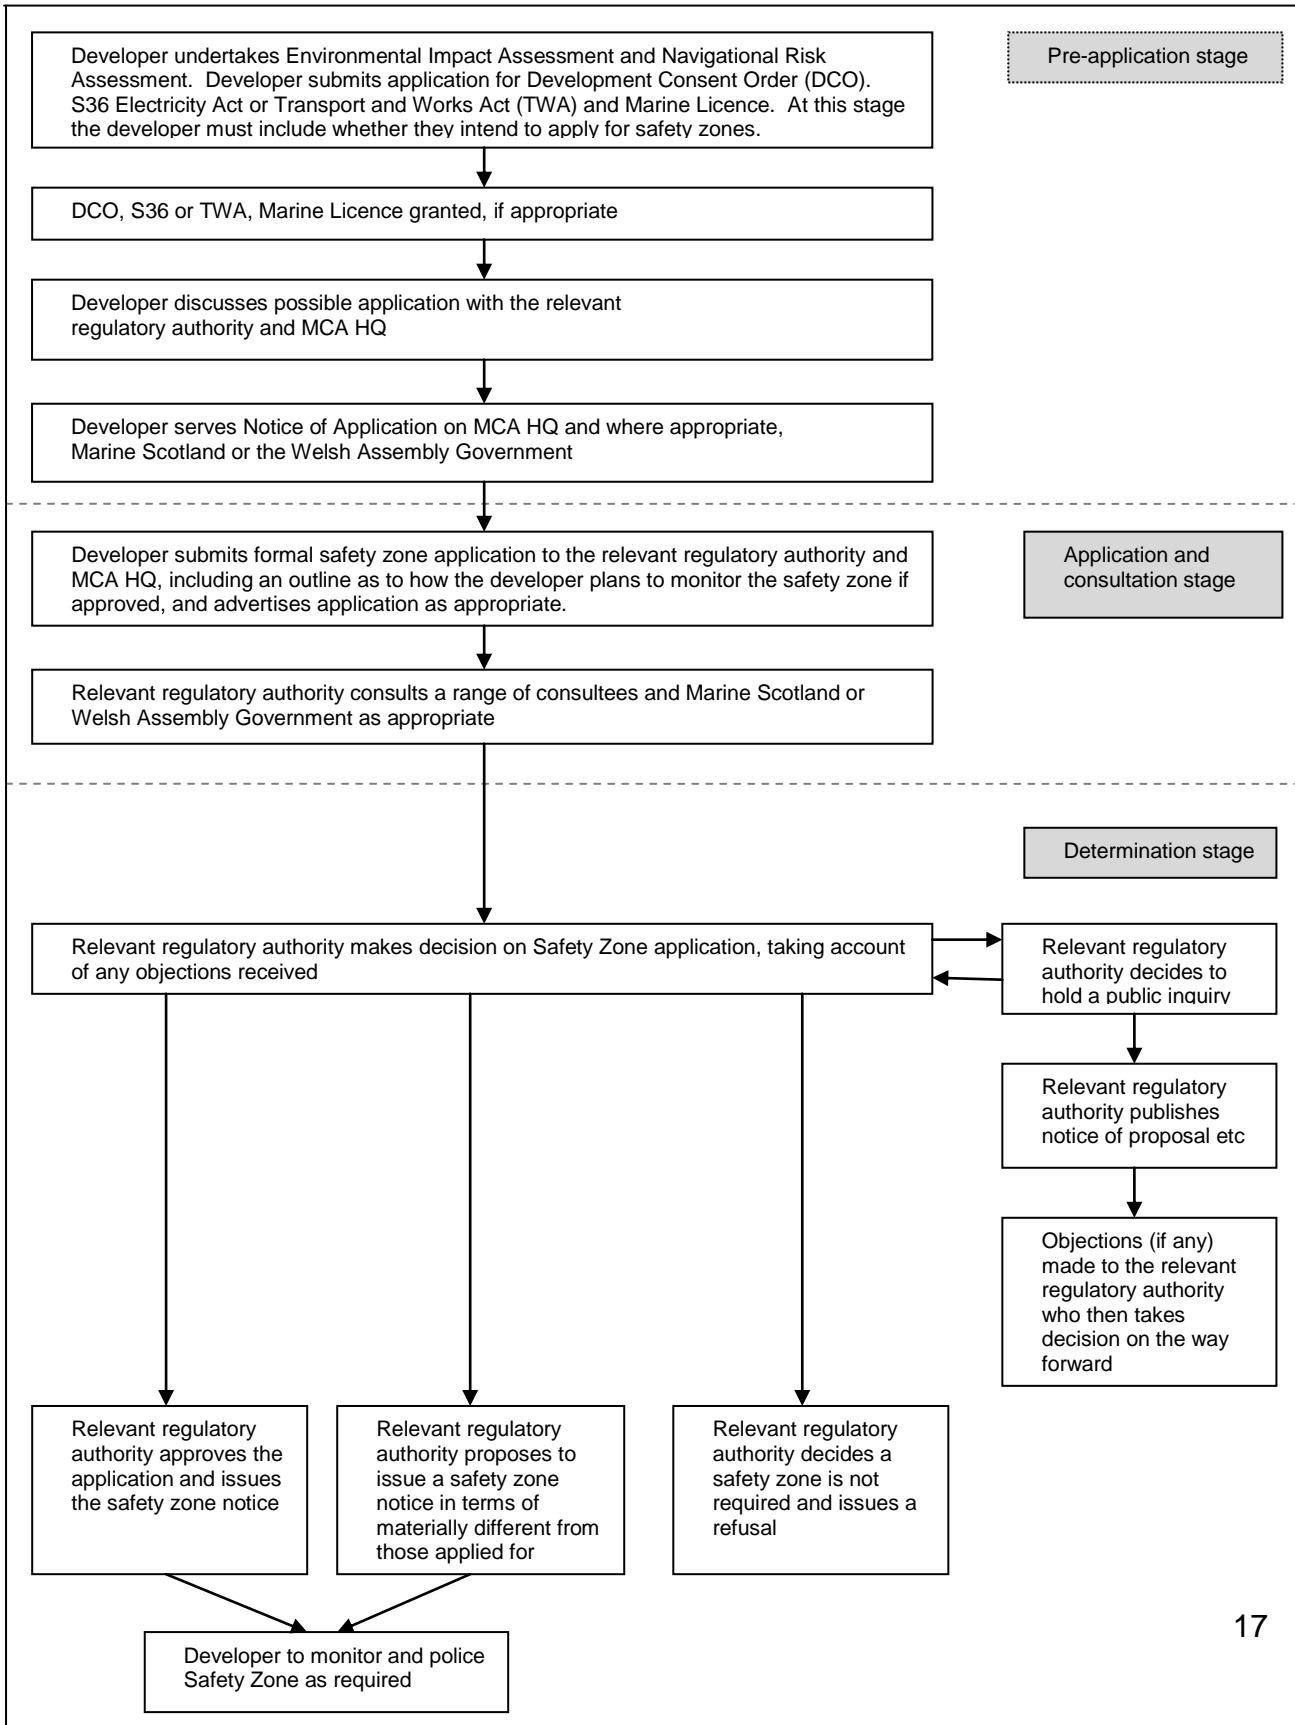 Developer undertakes Environmental Impact Assessment and Navigational Risk
Assessment.  Developer submits application for Development Consent Order (DCO).
S36 Electricity Act or Transport and Works Act (TWA) and Marine Licence.  At this stage
the developer must include whether they intend to apply for safety zones.
Pre-application stage
DCO, S36 or TWA, Marine Licence granted, if appropriate
Developer discusses possible application with the relevant
regulatory authority and MCA HQ
Developer serves Notice of Application on MCA HQ and where appropriate,
Marine Scotland or the Welsh Assembly Government
Developer submits formal safety zone application to the relevant regulatory authority and
MCA HQ, including an outline as to how the developer plans to monitor the safety zone if
approved, and advertises application as appropriate.
Application and
consultation stage
Relevant regulatory authority consults a range of consultees and Marine Scotland or
Welsh Assembly Government as appropriate
Determination stage
Relevant regulatory authority makes decision on Safety Zone application, taking account
of any objections received
Relevant regulatory
authority decides to
hold a public inquiry
Relevant regulatory
authority publishes
notice of proposal etc
Objections (if any)
made to the relevant
regulatory authority
who then takes
decision on the way
forward
Relevant regulatory
authority approves the
application and issues
the safety zone notice
Relevant regulatory
authority proposes to
issue a safety zone
notice in terms of
materially different from
those applied for
Relevant regulatory
authority decides a
safety zone is not
required and issues a
refusal
Developer to monitor and police
Safety Zone as required
17